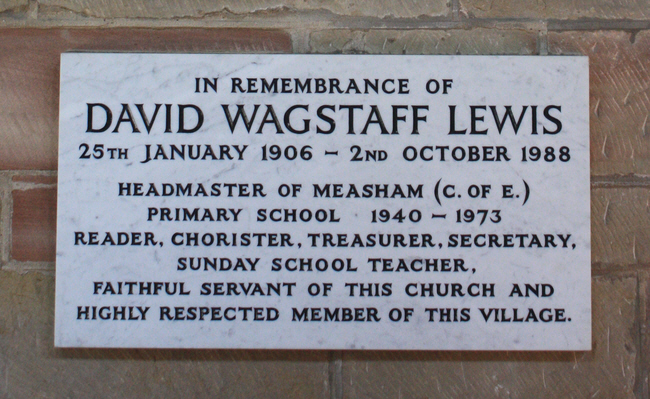 IN REMEMBRANCE OF
DAVID WAGSTAFF LEWIS
25TH JANUARY 1906 – 2ND OCTOBER 1988
HEADMASTER OF MEASHAM (C. OF E.)
PRIMARY SCHOOL 1940 – 1973
READER, CHORISTER, TREASURER, SECRETARY,
SUNDAY SCHOOL TEACHER,
FAITHFUL SERVANT OF THIS CHURCH AND
HIGHLY RESPECTED MEMBER OF THIS VILLAGE.